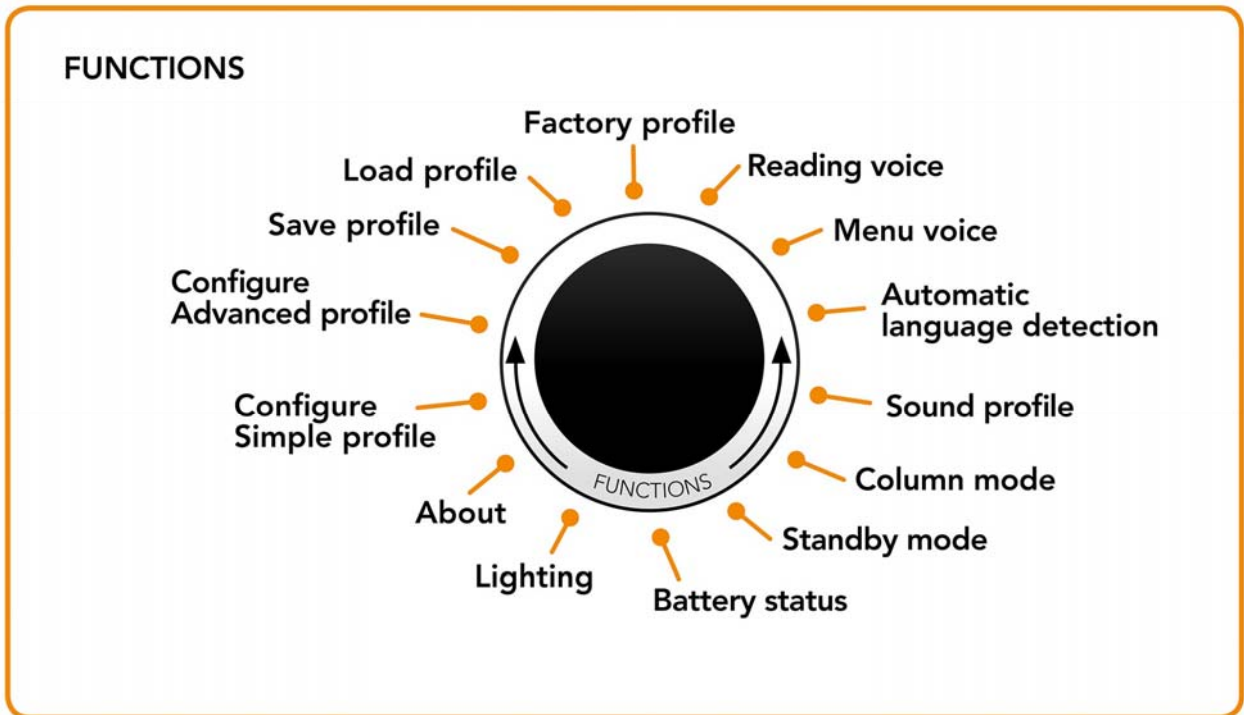 FUNCTIONS
Factory profile
Load profile
Reading voice
Save profile
Menu voice
Configure
Advanced profile
Automatic
language detection
Configure
Simple profile
Sound profile
Column mode
FUNCTIONS
About
Standby mode
Lighting
Battery status